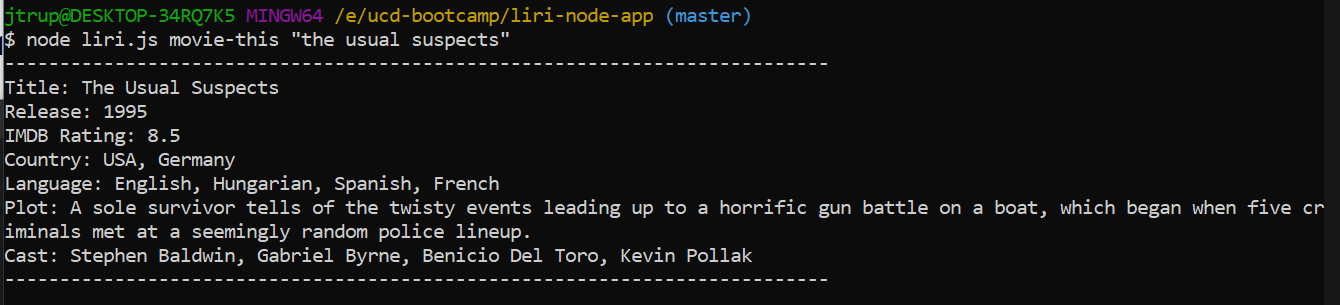 jtrup@DESKTOP-34RQ7K5 MINGW64 /e/ucd-bootcamp/liri-node-app (master)
$ node liri.js movie-this "the usual suspects"
---------------------------------------------------------------------------
Title: The Usual Suspects
Release: 1995
IMDB Rating: 8.5
Country: USA, Germany
Language: English, Hungarian, Spanish, French
Plot: A sole survivor tells of the twisty events leading up to a horrific gun battle on a boat, which began when five cr
iminals met at a seemingly random police lineup.
Cast: Stephen Baldwin, Gabriel Byrne, Benicio Del Toro, Kevin Pollak
---------------------------------------------------------------------------